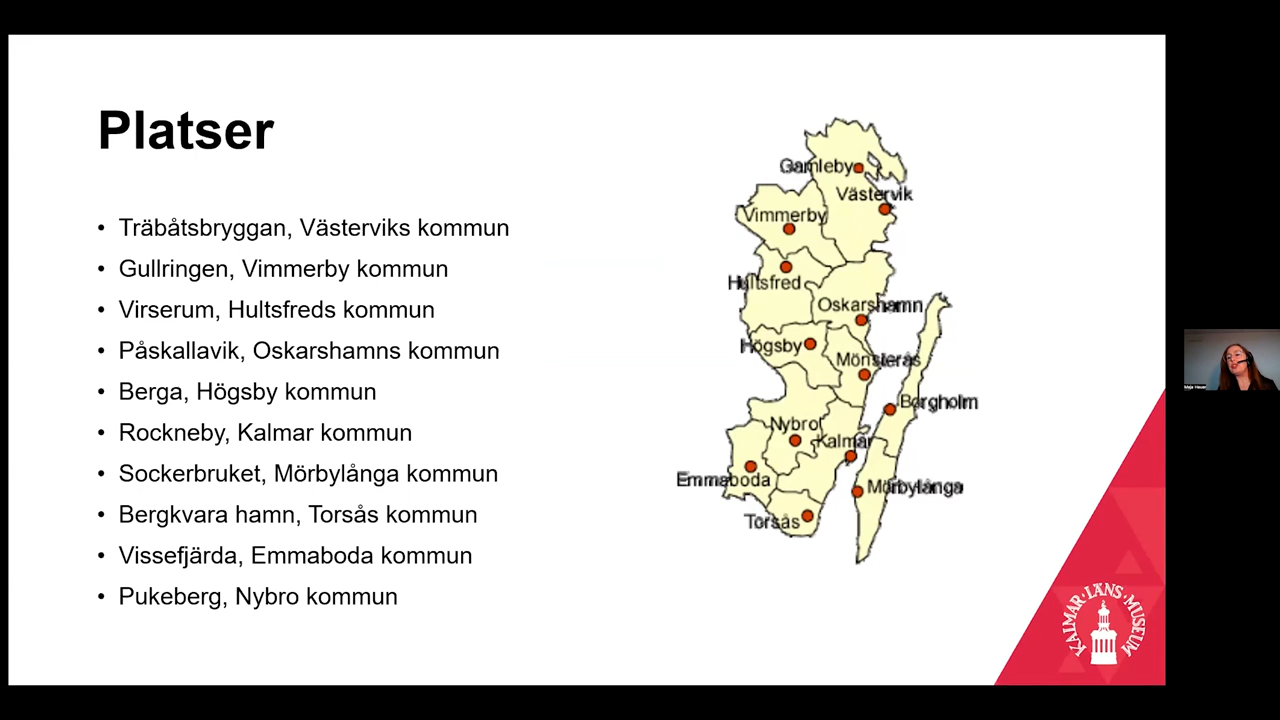 Platser
• Träbåtsbryggan, Västerviks kommun
• Gullringen, Vimmerby kommun
• Virserum, Hultsfreds kommun
• Påskallavik, Oskarshamns kommun
• Berga, Högsby kommun
• Rockneby, Kalmar kommun
• Sockerbruket, Mörbylånga kommun
• Bergkvara hamn, Torsås kommun
• Vissefjärda, Emmaboda kommun
• Pukeberg, Nybro kommun
Gamleby
Västervik
Vimmerby
Hultsfred
Oskarshamn
Högsby
Mönsterås
Borgholm
Nybro
Kalmar
Emmaboda
Mörbylånga
Torsås
KALMAR·LÄNS·MUSEUM